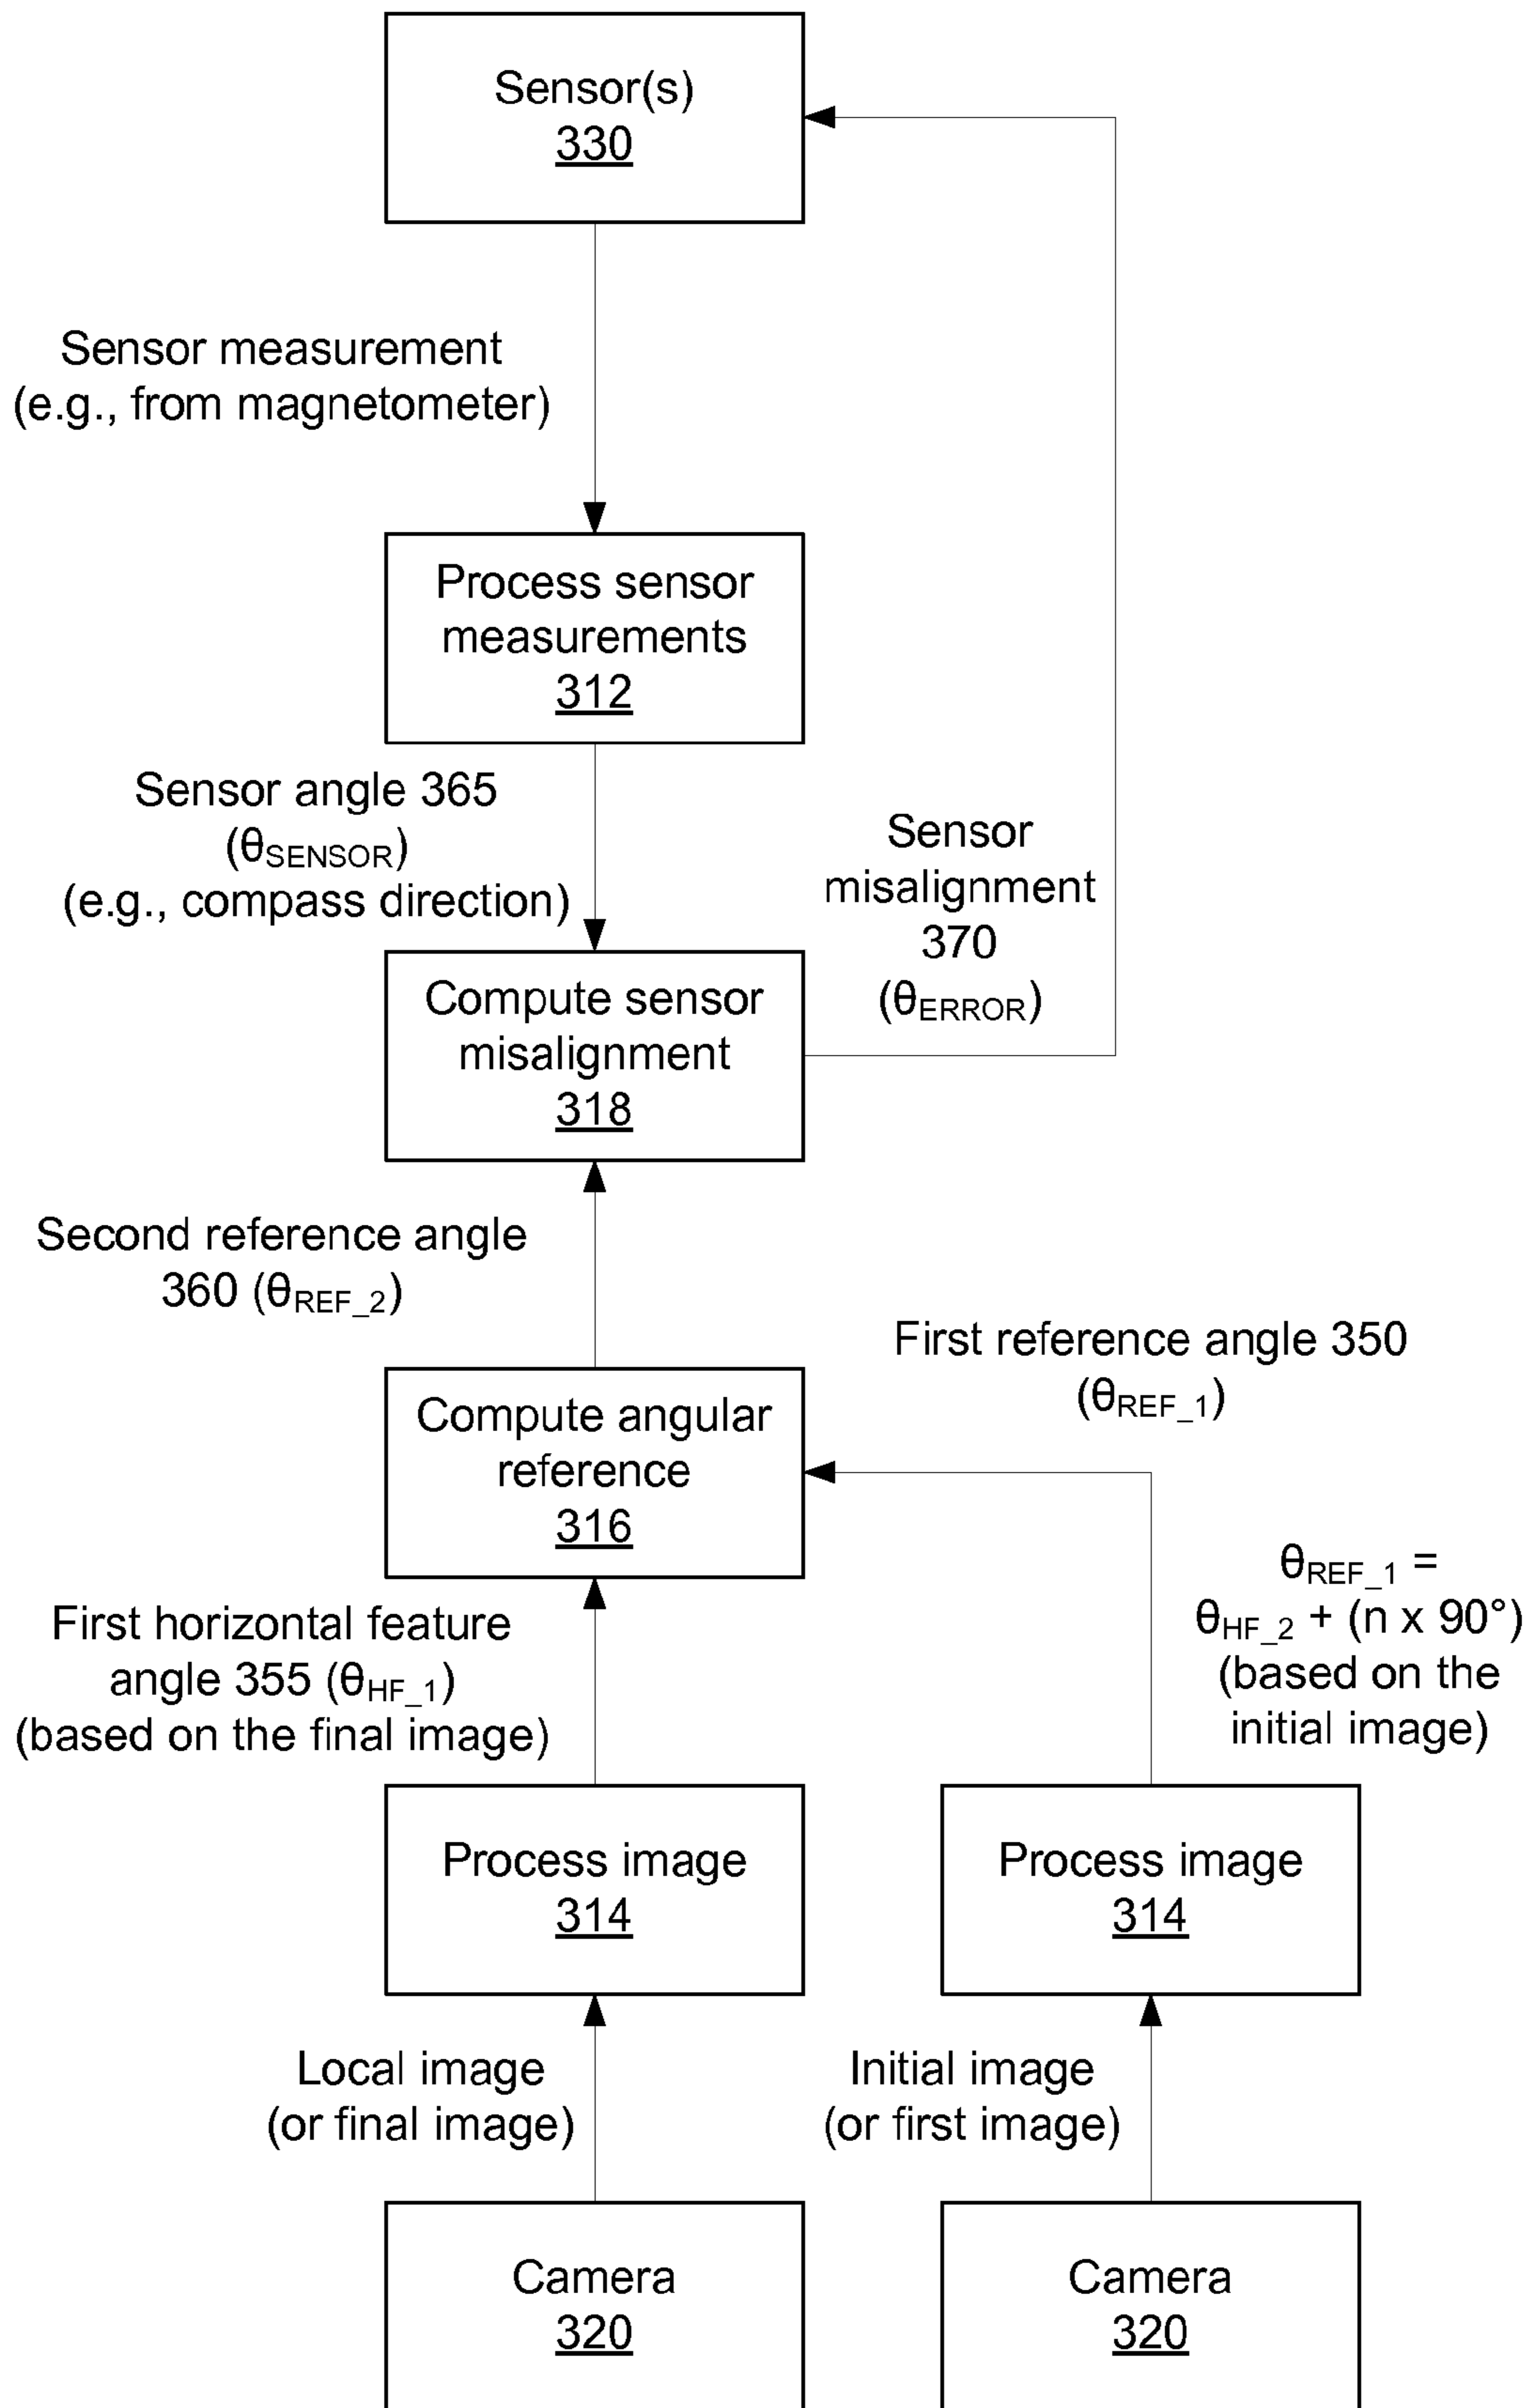 Sensor(s)
330
Sensor measurement
(e.g., from magnetometer)
Process sensor
measurements
312
Sensor angle 365
(θSENSOR)
(e.g., compass direction)
Sensor
misalignment
370
(θERROR)
Compute sensor
misalignment
318
Second reference angle
360 (θREF_2)
First reference angle 350
(θREF_1)
Compute angular
reference
316
θREF_1 =
θHF_2 + (n x 90°)
(based on the
initial image)
First horizontal feature
angle 355 (θHF_1)
(based on the final image)
Process image
314
Process image
314
Local image
(or final image)
Initial image
(or first image)
Camera
320
Camera
320